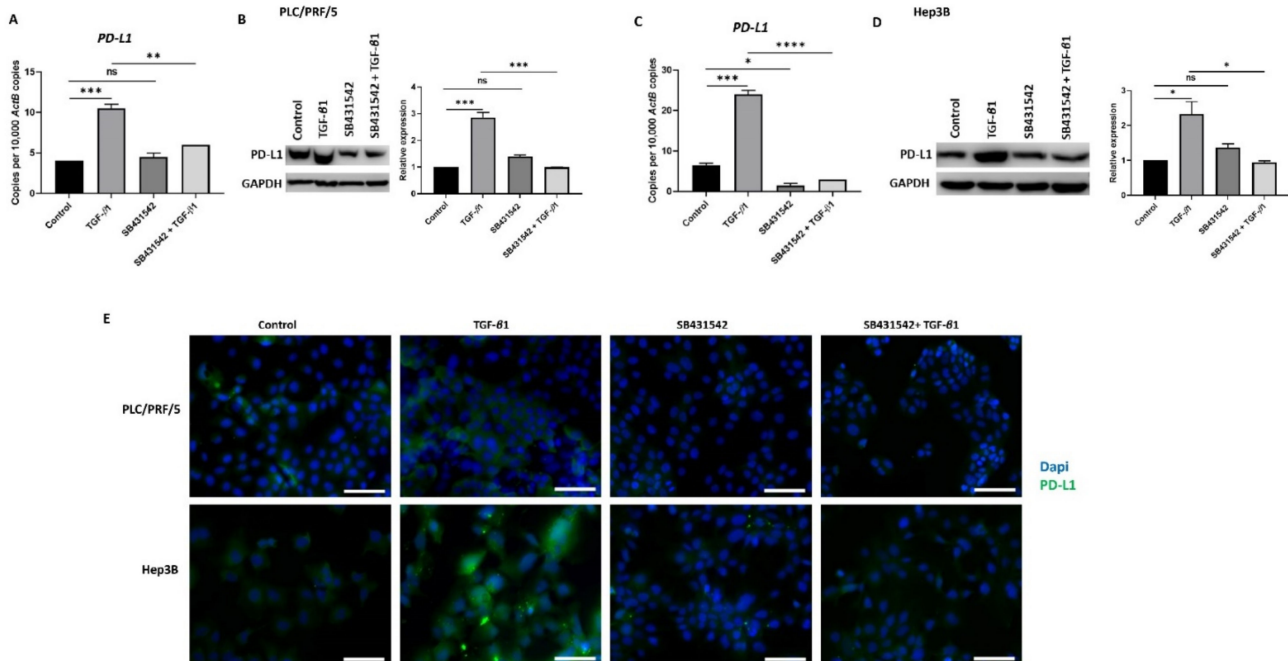 A
PD-L1
Copies per 10,000 ActB copies
15
10
5
0
**
ns
***
Control
TGF-β1
SB431542
SB431542 + TGF-β1
B
PLC/PRF/5
Control
TGF-β1
SB431542
SB431542 + TGF-β1
PD-L1
GAPDH
Relative expression
4
3
2
1
0
***
ns
***
Control
TGF-β1
SB431542
SB431542 + TGF-β1
C
PD-L1
Copies per 10,000 ActB copies
30
20
10
0
****
*
***
Control
TGF-β1
SB431542
SB431542 + TGF-β1
D
Hep3B
Control
TGF-β1
SB431542
SB431542 + TGF-β1
PD-L1
GAPDH
Relative expression
3
2
1
0
*
ns
*
Control
TGF-β1
SB431542
SB431542 + TGF-β1
E
Control
TGF-β1
SB431542
SB431542+ TGF-β1
PLC/PRF/5
Hep3B
Dapi
PD-L1